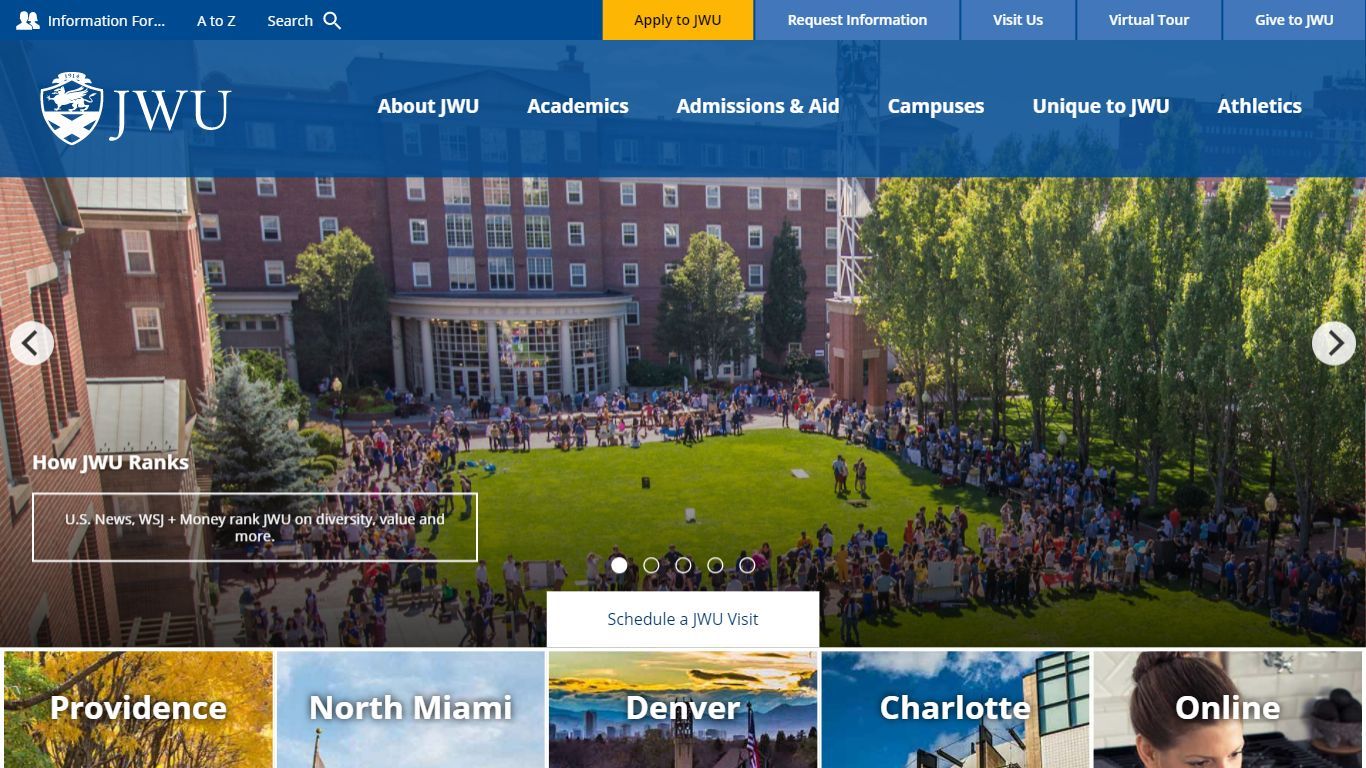 Information For...
A to Z
Search
Apply to JWU
Request Information
Visit Us
Virtual Tour
Give to JWU
1914
JWU
About JWU
Academics
Admissions & Aid
Campuses
Unique to JWU
Athletics
How JWU Ranks
U.S. News, WSJ + Money rank JWU on diversity, value and
more.
Schedule a JWU Visit
Providence
North Miami
Denver
Charlotte
Online